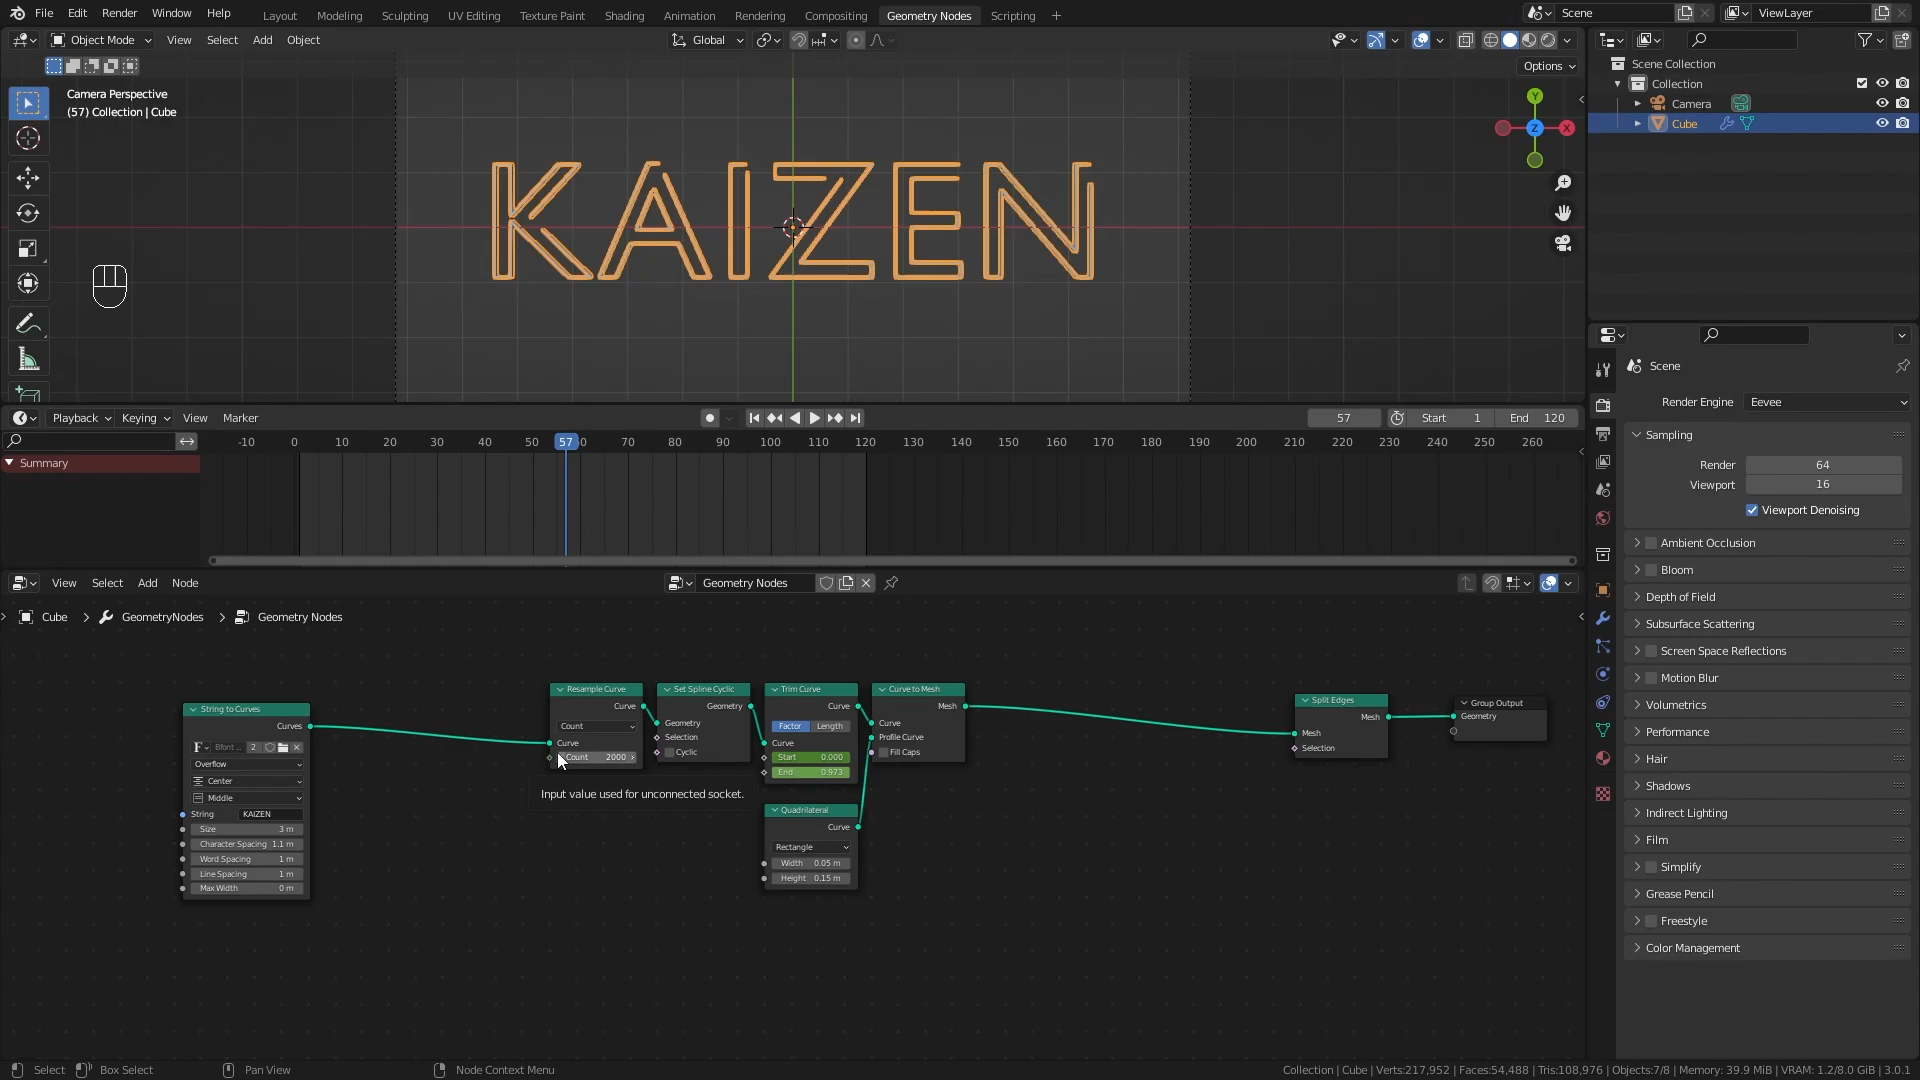 File Edit Render Window Help
Layout Modeling Sculpting UV Editing Texture Paint Shading Animation Rendering Compositing Geometry Nodes Scripting +
Scene ViewLayer
Object Mode View Select Add Object
Global
Options
Camera Perspective
(57) Collection | Cube
KAIZEN
Y
X
Z
Scene Collection
Collection
Camera
Cube
Scene
Render Engine Eevee
Sampling
Render 64
Viewport 16
Viewport Denoising
Ambient Occlusion
Bloom
Depth of Field
Subsurface Scattering
Screen Space Reflections
Motion Blur
Volumetrics
Performance
Hair
Shadows
Indirect Lighting
Film
Simplify
Grease Pencil
Freestyle
Color Management
Playback Keying View Marker
57 Start 1 End 120
-10 0 10 20 30 40 50 57 70 80 90 100 110 120 130 140 150 160 170 180 190 200 210 220 230 240 250 260
Summary
View Select Add Node
Geometry Nodes
Cube > GeometryNodes > Geometry Nodes
String to Curves
Curves
F Bfont ... 2
Overflow
Center
Middle
String KAIZEN
Size 3 m
Character Spacing 1.1 m
Word Spacing 1 m
Line Spacing 1 m
Max Width 0 m
Resample Curve
Curve
Count
Curve
Count 2000
Input value used for unconnected socket.
Set Spline Cyclic
Geometry
Geometry
Selection
Cyclic
Trim Curve
Curve
Factor Length
Curve
Start 0.000
End 0.973
Quadrilateral
Curve
Rectangle
Width 0.05 m
Height 0.15 m
Curve to Mesh
Mesh
Curve
Profile Curve
Fill Caps
Split Edges
Mesh
Mesh
Selection
Group Output
Geometry
Select Box Select Pan View Node Context Menu
Collection | Cube | Verts:217,952 | Faces:54,488 | Tris:108,976 | Objects:7/8 | Memory: 39.9 MiB | VRAM: 1.2/8.0 GiB | 3.0.1